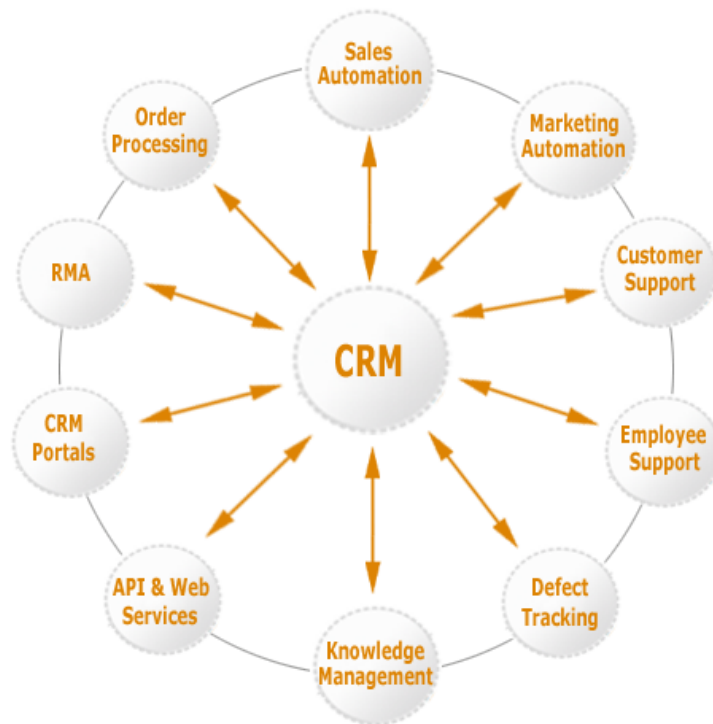 Sales
Automation
Marketing
Automation
Customer
Support
Employee
Support
Defect
Tracking
Knowledge
Management
API & Web
Services
CRM
Portals
RMA
Order
Processing
CRM